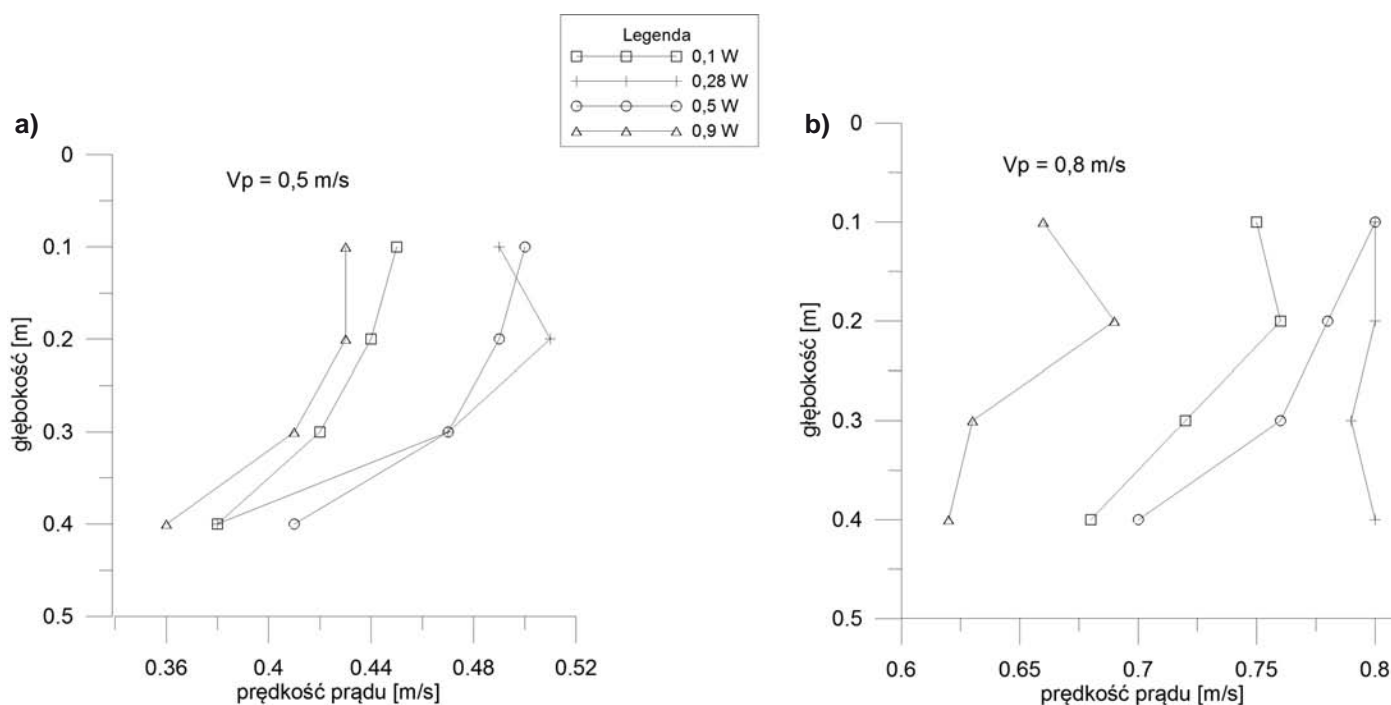 Legenda
0,1 W
0,28 W
0,5 W
0,9 W
a)
Vp = 0,5 m/s
0
0.1
0.2
0.3
0.4
0.5
głębokość [m]
0.36
0.4
0.44
0.48
0.52
prędkość prądu [m/s]
b)
Vp = 0,8 m/s
0
0.1
0.2
0.3
0.4
0.5
głębokość [m]
0.6
0.65
0.7
0.75
0.8
prędkość prądu [m/s]